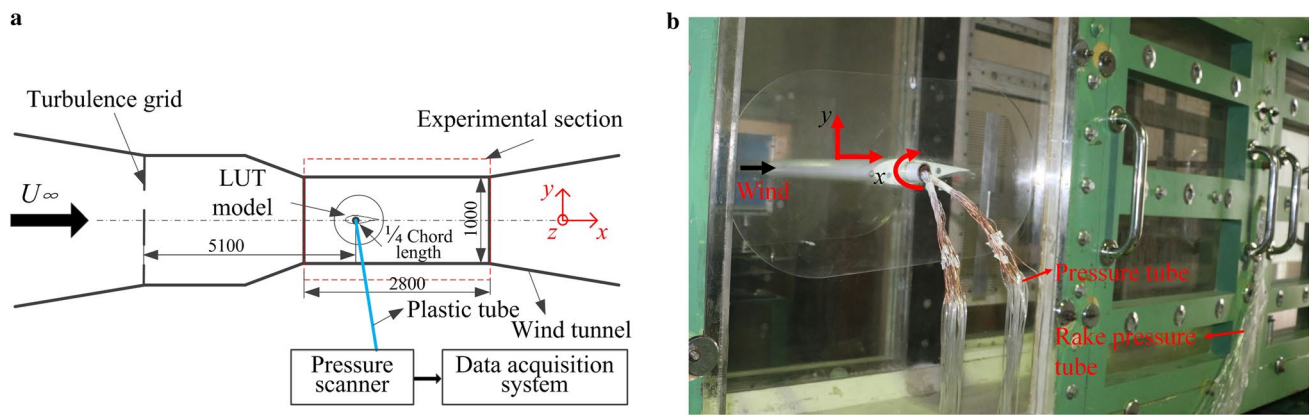 a
Turbulence grid
Experimental section
U∞
LUT
model
y
z
x
1000
1/4 Chord
length
5100
2800
Plastic tube
Wind tunnel
Pressure
scanner
Data acquisition
system
b
y
x
Wind
Pressure tube
Rake pressure
tube